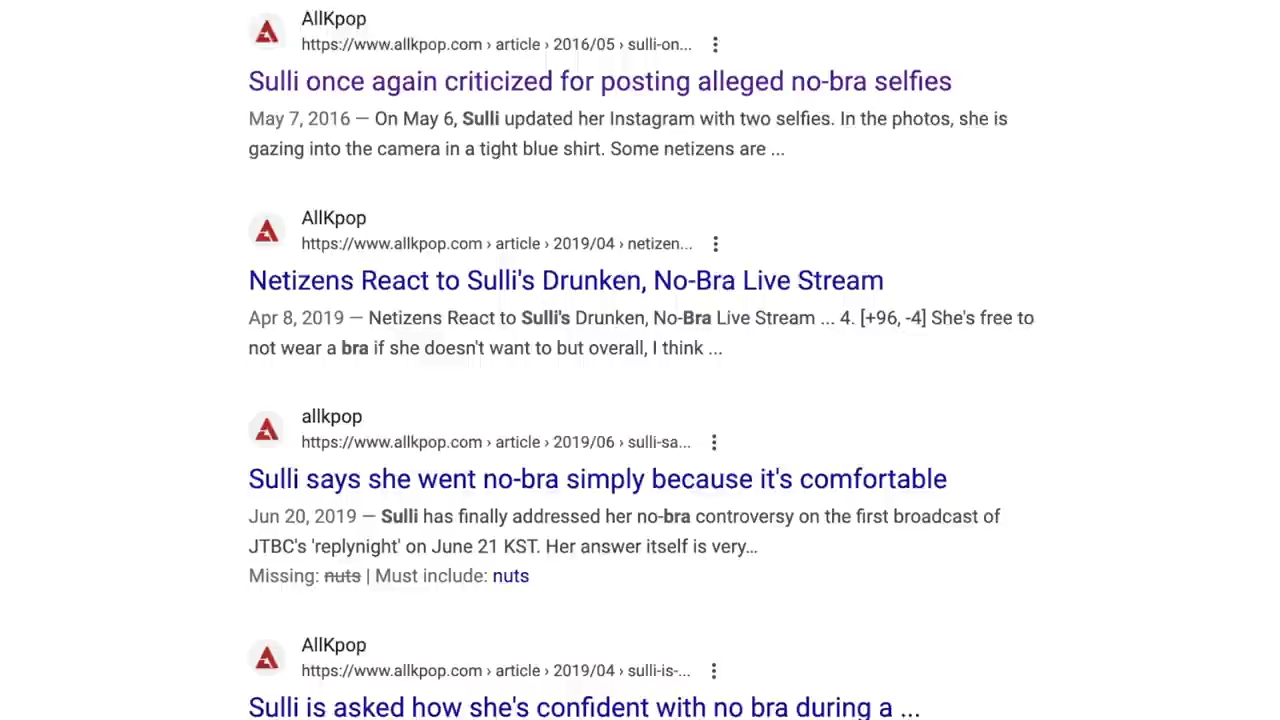 AllKpop
https://www.allkpop.com › article › 2016/05 › sulli-on...
Sulli once again criticized for posting alleged no-bra selfies
May 7, 2016 — On May 6, Sulli updated her Instagram with two selfies. In the photos, she is
gazing into the camera in a tight blue shirt. Some netizens are ...
AllKpop
https://www.allkpop.com › article › 2019/04 › netizen...
Netizens React to Sulli's Drunken, No-Bra Live Stream
Apr 8, 2019 — Netizens React to Sulli's Drunken, No-Bra Live Stream ... 4. [+96, -4] She's free to
not wear a bra if she doesn't want to but overall, I think ...
allkpop
https://www.allkpop.com › article › 2019/06 › sulli-sa...
Sulli says she went no-bra simply because it's comfortable
Jun 20, 2019 — Sulli has finally addressed her no-bra controversy on the first broadcast of
JTBC's 'replynight' on June 21 KST. Her answer itself is very...
Missing: nuts | Must include: nuts
AllKpop
https://www.allkpop.com › article › 2019/04 › sulli-is-...
Sulli is asked how she's confident with no bra during a ...